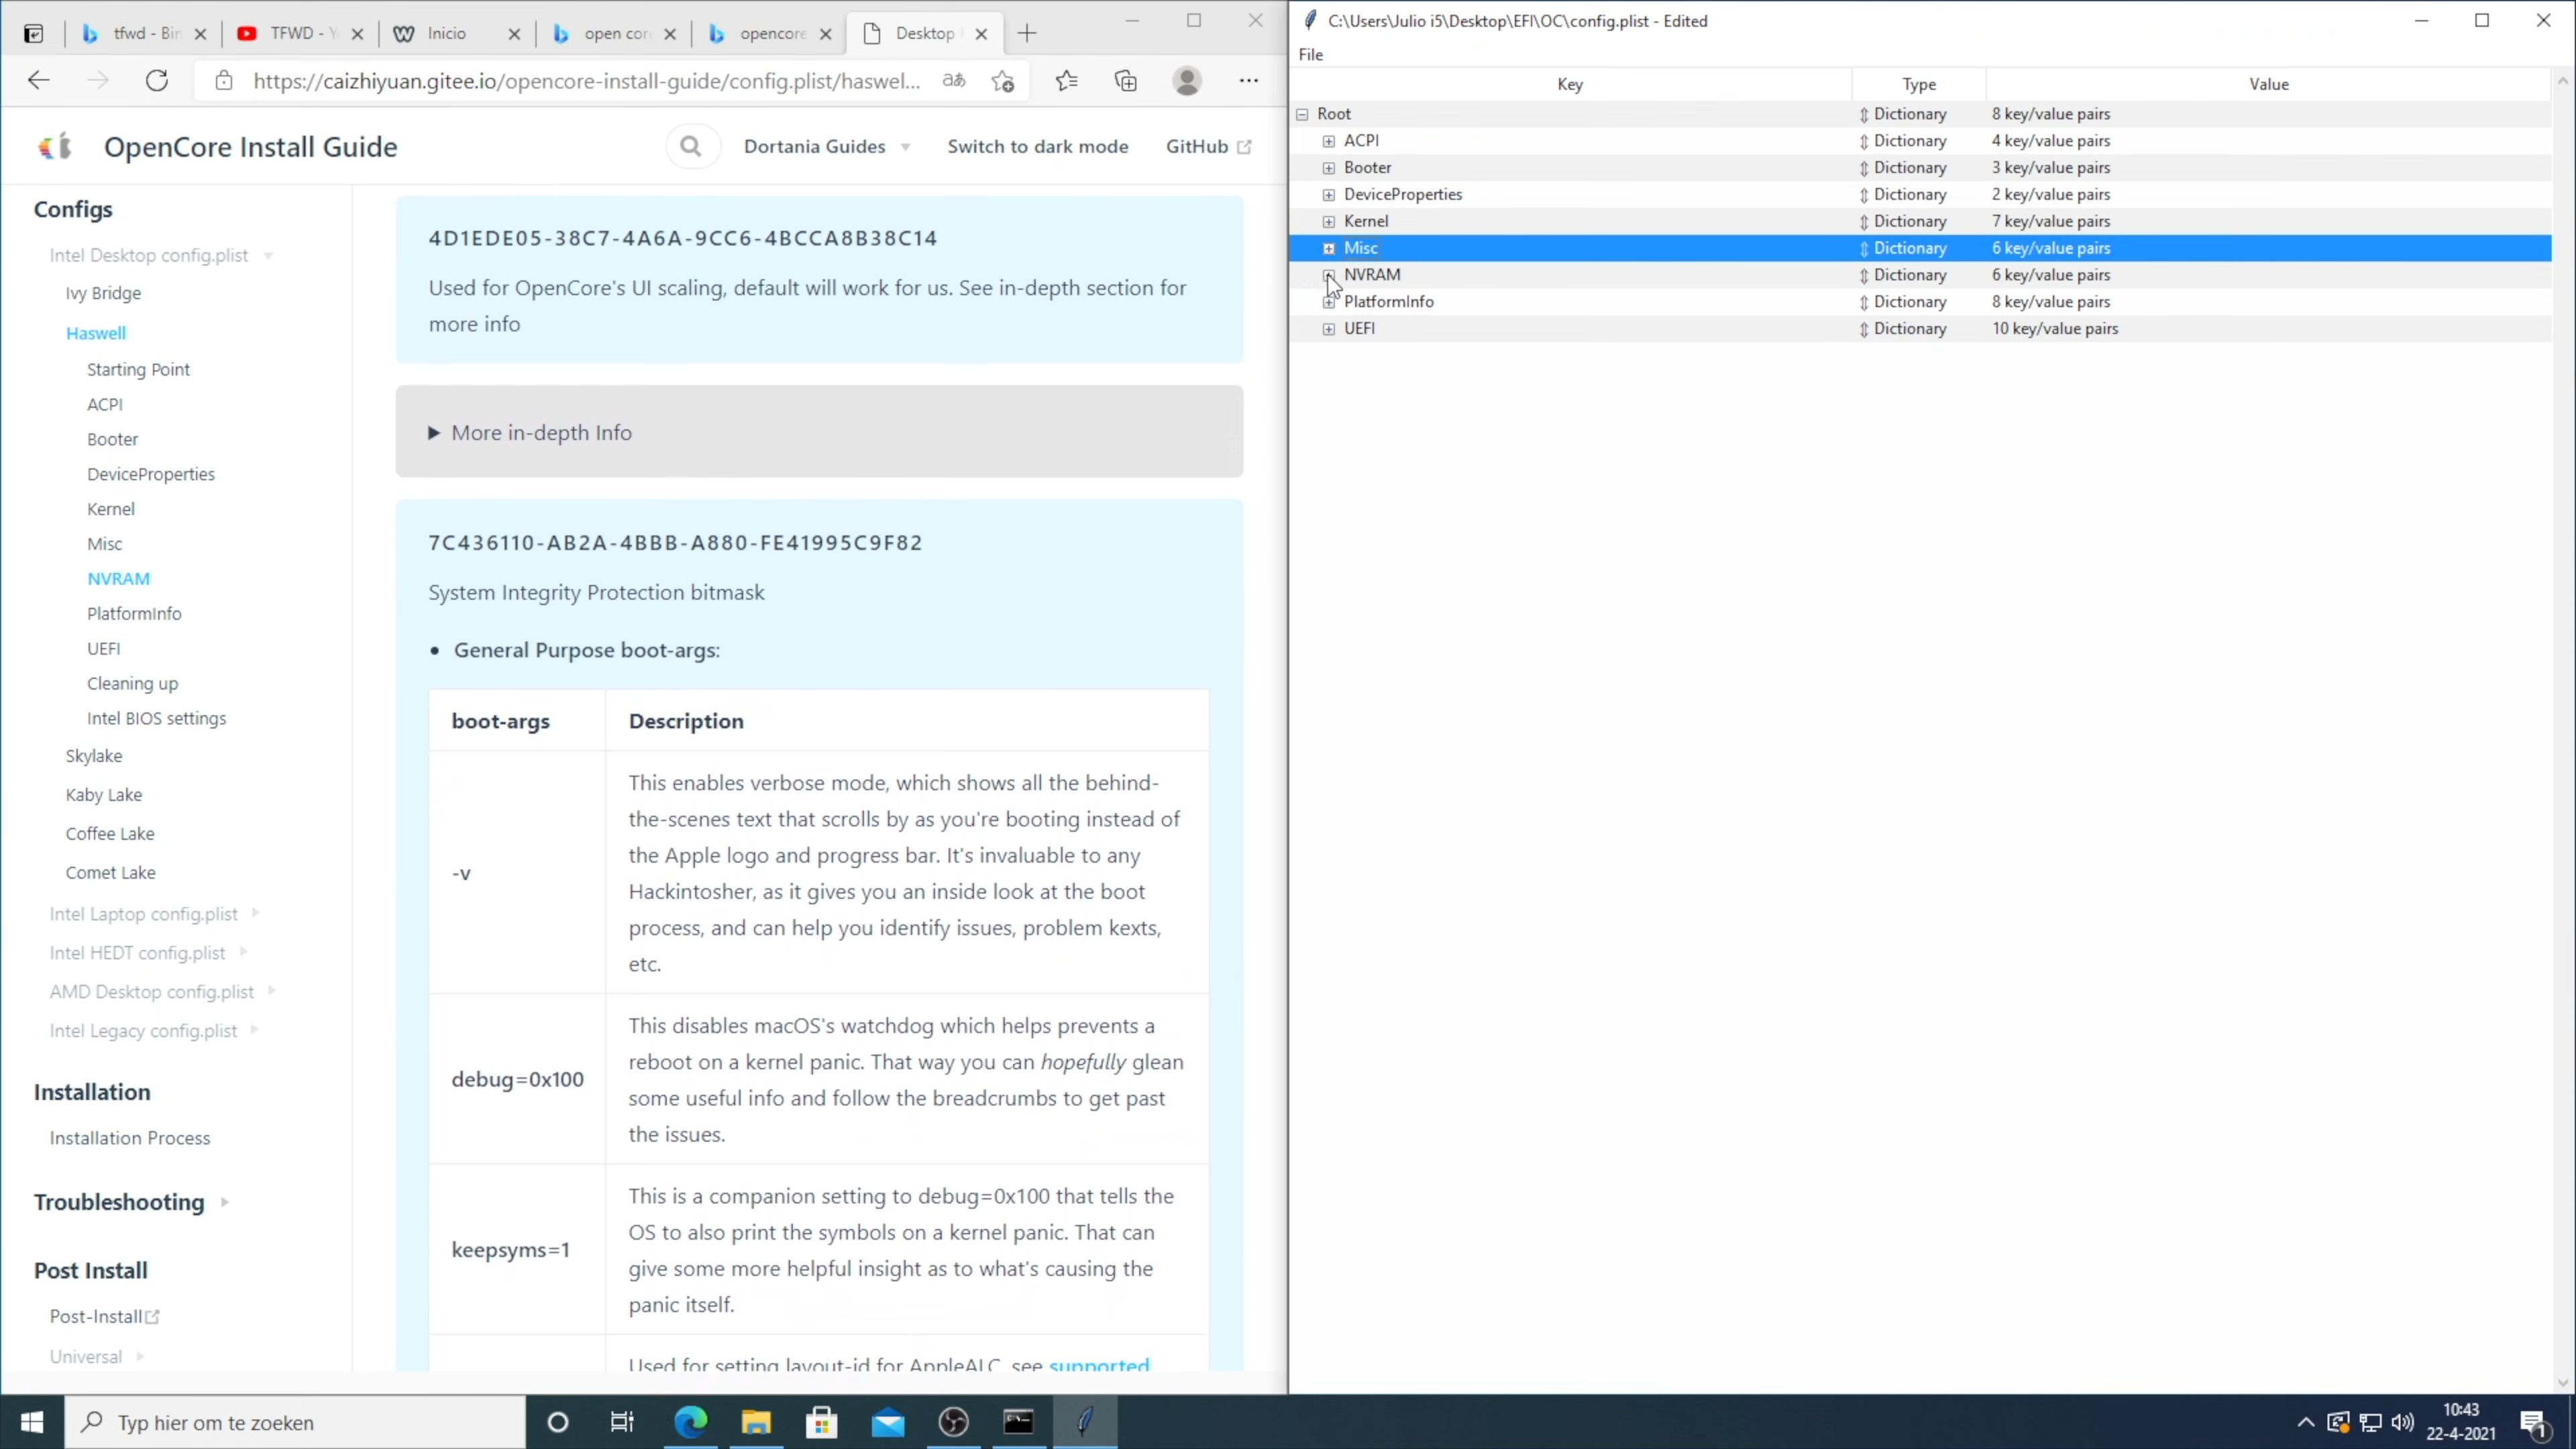 tfwd - Bin
TFWD - Y
Inicio
open cor
opencore
Desktop
https://caizhiyuan.gitee.io/opencore-install-guide/config.plist/haswel...
OpenCore Install Guide
Dortania Guides
Switch to dark mode
GitHub
Configs
Intel Desktop config.plist
Ivy Bridge
Haswell
Starting Point
ACPI
Booter
DeviceProperties
Kernel
Misc
NVRAM
PlatformInfo
UEFI
Cleaning up
Intel BIOS settings
Skylake
Kaby Lake
Coffee Lake
Comet Lake
Intel Laptop config.plist
Intel HEDT config.plist
AMD Desktop config.plist
Intel Legacy config.plist
Installation
Installation Process
Troubleshooting
Post Install
Post-Install
Universal
4D1EDE05-38C7-4A6A-9CC6-4BCCA8B38C14
Used for OpenCore's UI scaling, default will work for us. See in-depth section for
more info
More in-depth Info
7C436110-AB2A-4BBB-A880-FE41995C9F82
System Integrity Protection bitmask
• General Purpose boot-args:
boot-args Description
-v
This enables verbose mode, which shows all the behind-
the-scenes text that scrolls by as you're booting instead of
the Apple logo and progress bar. It's invaluable to any
Hackintosher, as it gives you an inside look at the boot
process, and can help you identify issues, problem kexts,
etc.
debug=0x100
This disables macOS's watchdog which helps prevents a
reboot on a kernel panic. That way you can hopefully glean
some useful info and follow the breadcrumbs to get past
the issues.
keepsyms=1
This is a companion setting to debug=0x100 that tells the
OS to also print the symbols on a kernel panic. That can
give some more helpful insight as to what's causing the
panic itself.
Used for setting layout-id for AppleALC, see supported
C:\Users\Julio i5\Desktop\EFI\OC\config.plist - Edited
File
Key Type Value
Root Dictionary 8 key/value pairs
ACPI Dictionary 4 key/value pairs
Booter Dictionary 3 key/value pairs
DeviceProperties Dictionary 2 key/value pairs
Kernel Dictionary 7 key/value pairs
Misc Dictionary 6 key/value pairs
NVRAM Dictionary 6 key/value pairs
PlatformInfo Dictionary 8 key/value pairs
UEFI Dictionary 10 key/value pairs
Typ hier om te zoeken
10:43
22-4-2021
1